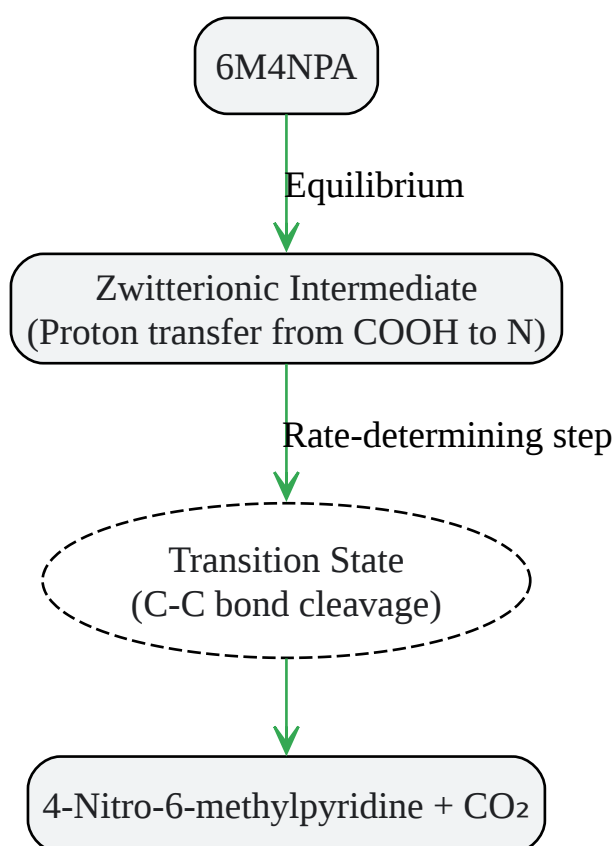 6M4NPA
Equilibrium
Zwitterionic Intermediate
(Proton transfer from COOH to N)
Rate-determining step
Transition State
(C-C bond cleavage)
4-Nitro-6-methylpyridine + CO₂